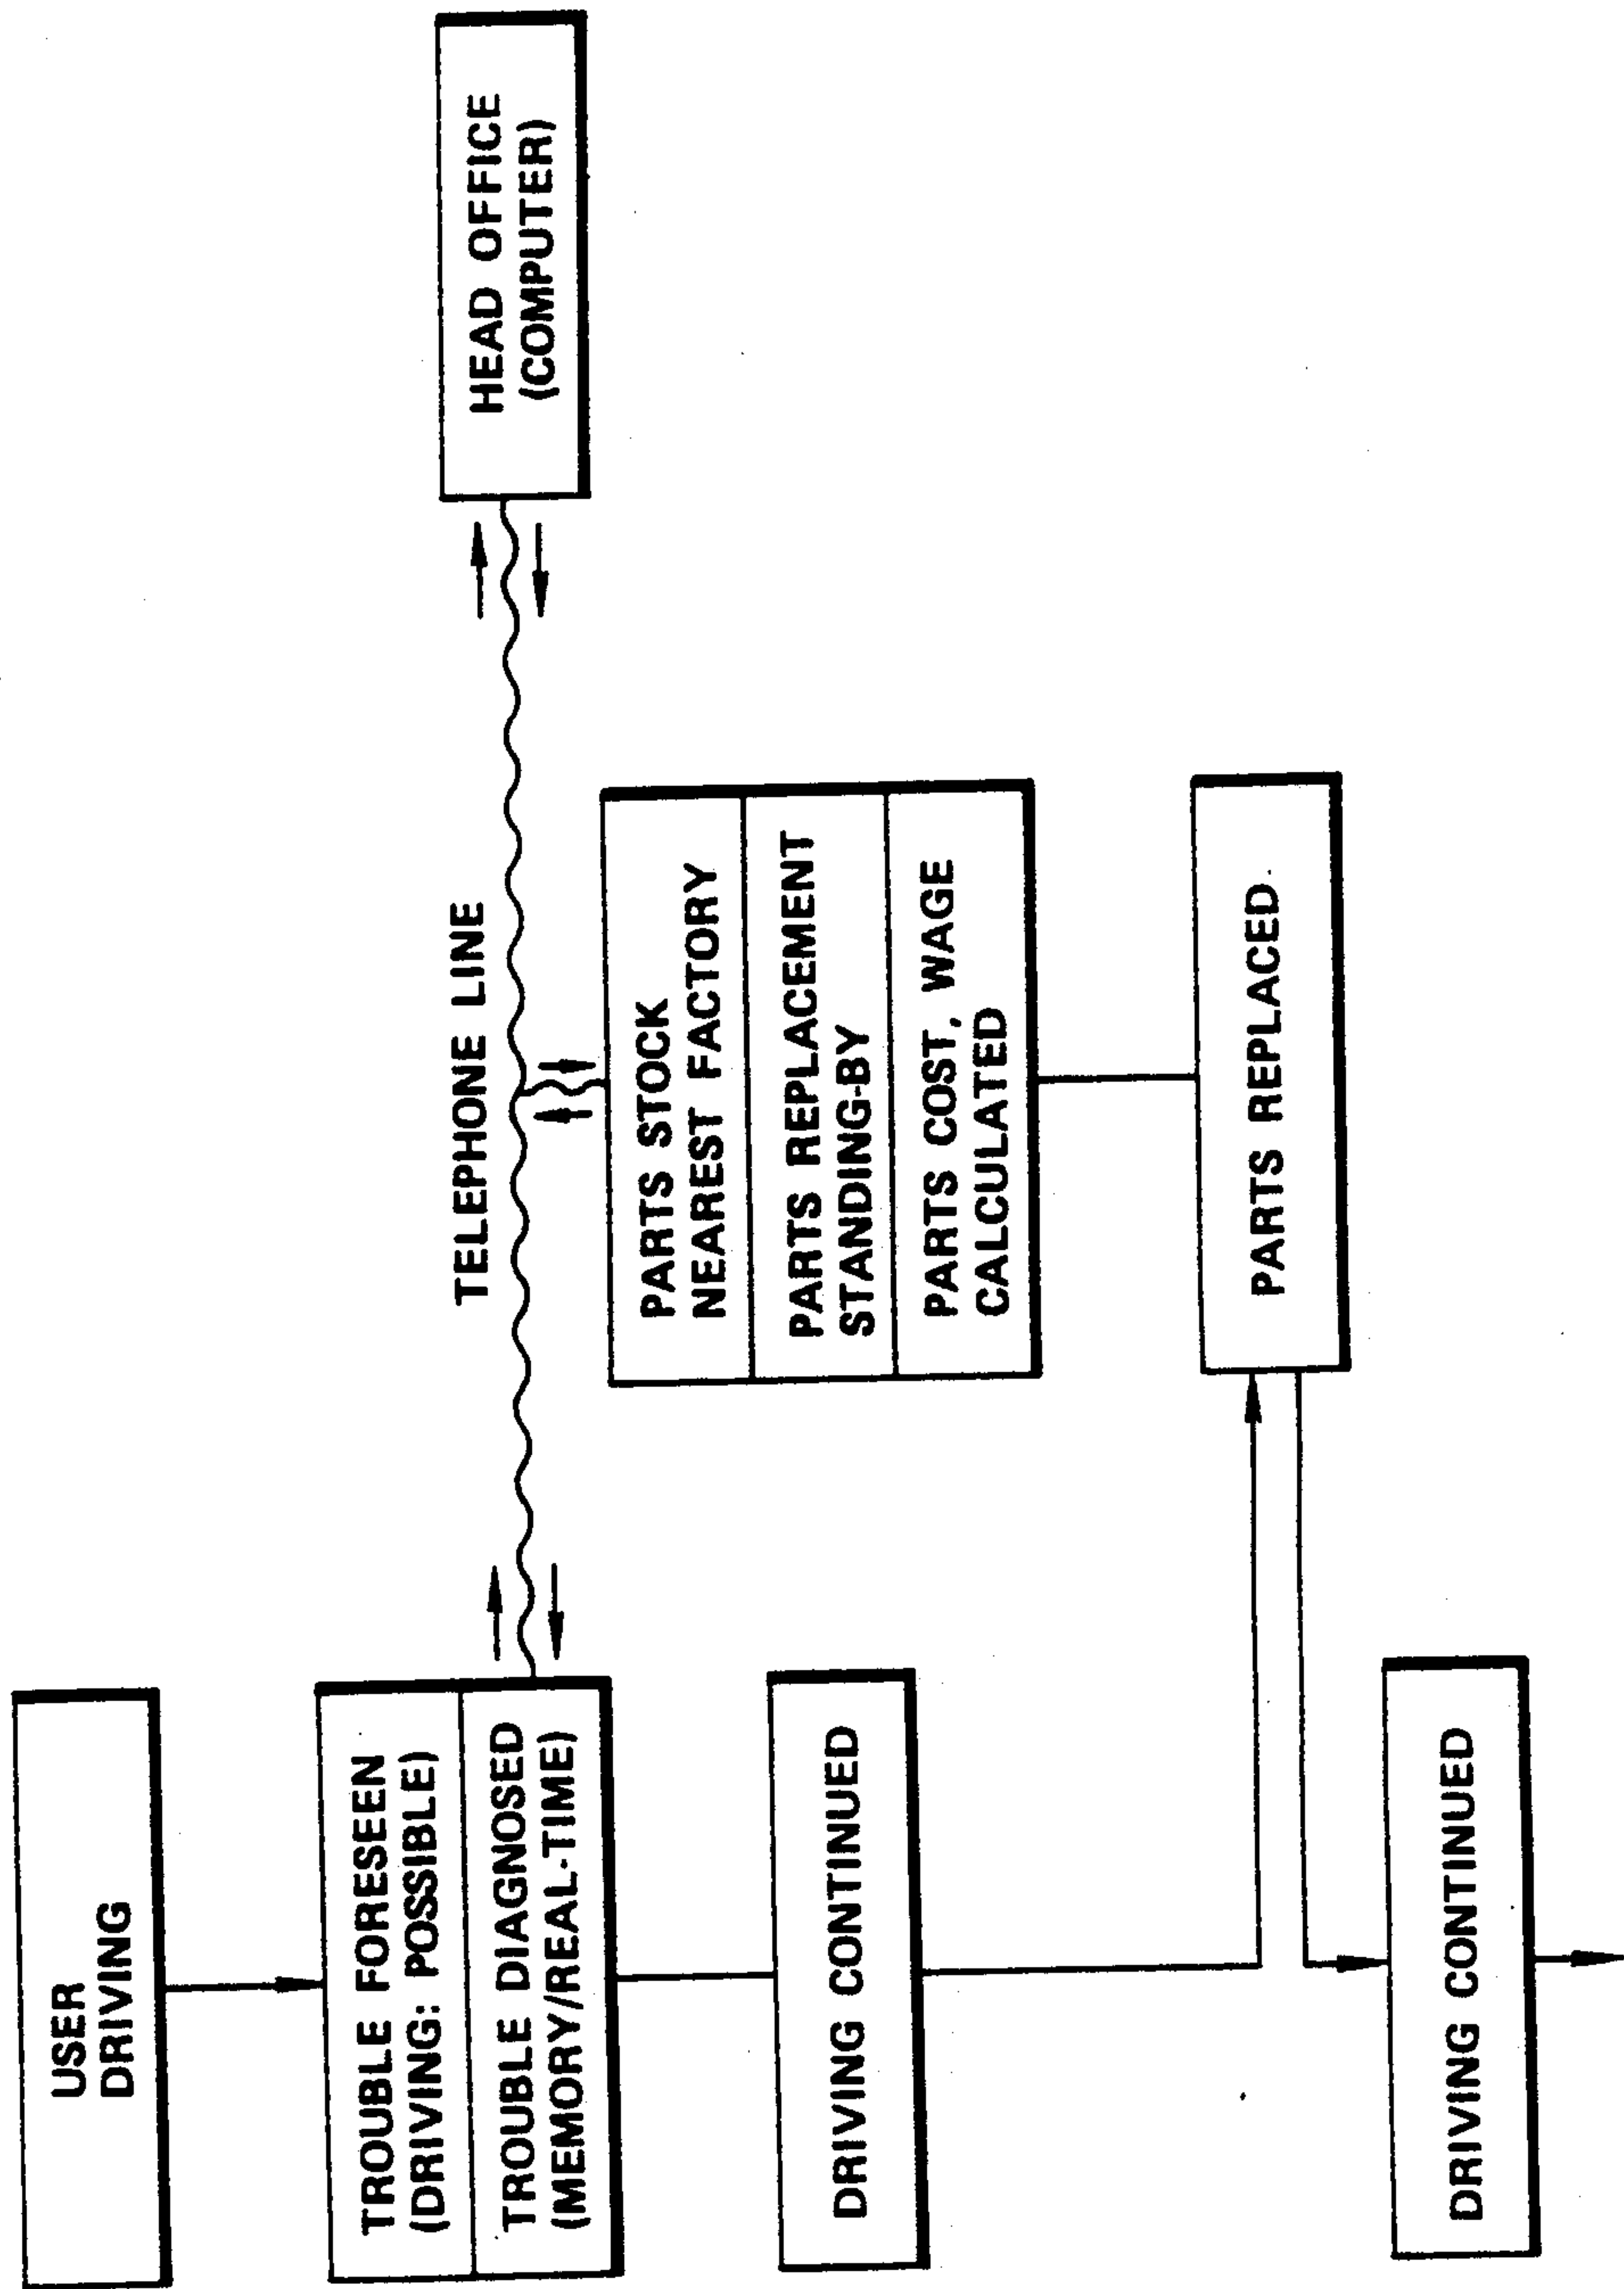 USER
DRIVING
TROUBLE FORESEEN
(DRIVING: POSSIBLE)
TROUBLE DIAGNOSED
(MEMORY/REAL-TIME)
DRIVING CONTINUED
DRIVING CONTINUED
TELEPHONE LINE
PARTS STOCK
NEAREST FACTORY
PARTS REPLACEMENT
STANDING-BY
PARTS COST, WAGE
CALCULATED
PARTS REPLACED
HEAD OFFICE
(COMPUTER)